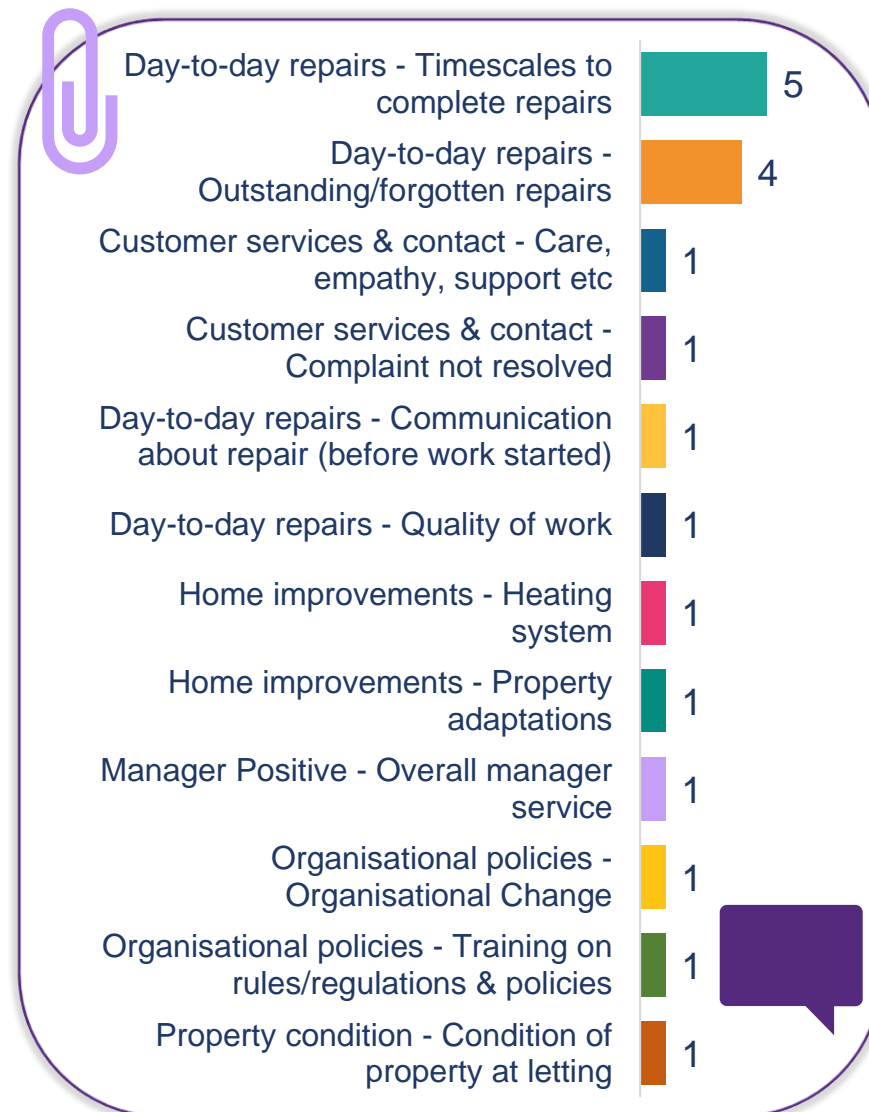 Day-to-day repairs - Timescales to
complete repairs
5
Day-to-day repairs -
Outstanding/forgotten repairs
4
Customer services & contact - Care,
empathy, support etc
1
Customer services & contact -
Complaint not resolved
1
Day-to-day repairs - Communication
about repair (before work started)
1
Day-to-day repairs - Quality of work
1
Home improvements - Heating
system
1
Home improvements - Property
adaptations
1
Manager Positive - Overall manager
service
1
Organisational policies -
Organisational Change
1
Organisational policies - Training on
rules/regulations & policies
1
Property condition - Condition of
property at letting
1